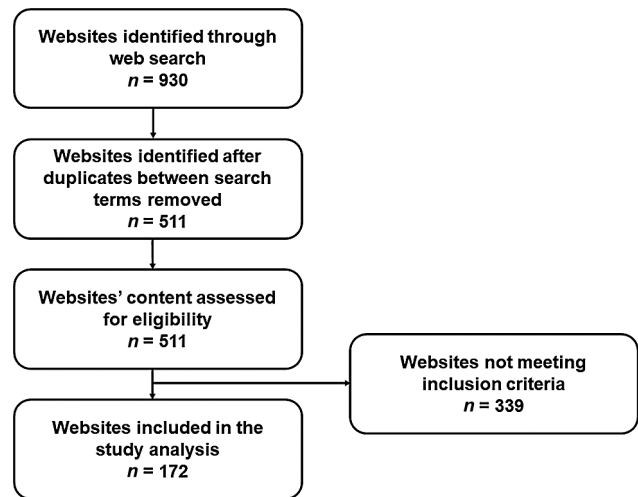 Websites identified through
web search
n = 930
Websites identified after
duplicates between search
terms removed
n = 511
Websites' content assessed
for eligibility
n = 511
Websites not meeting
inclusion criteria
n = 339
Websites included in the
study analysis
n = 172